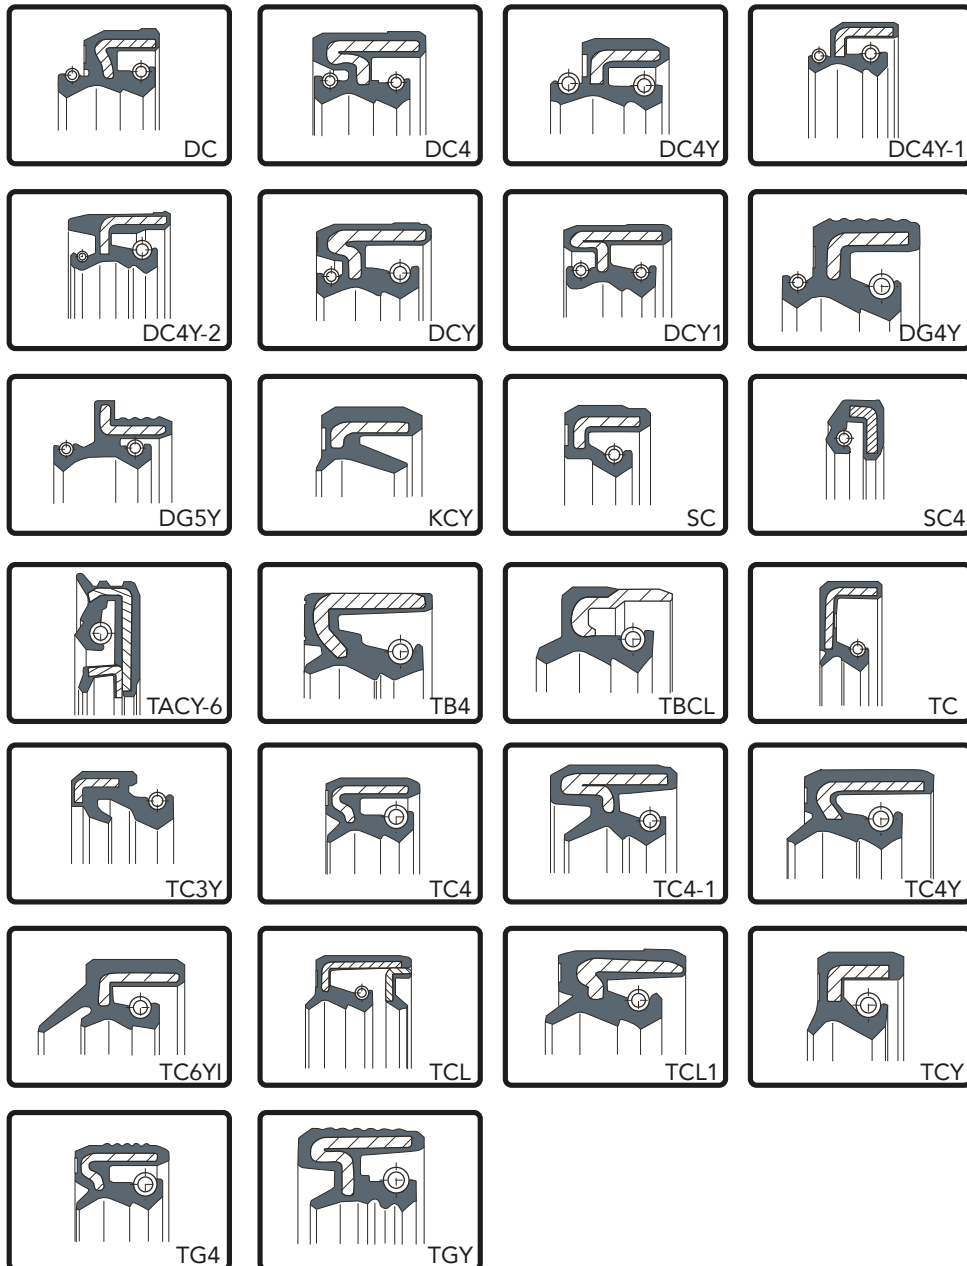 DC
DC4
DC4Y
DC4Y-1
DC4Y-2
DCY
DCY1
DG4Y
DG5Y
KCY
SC
SC4
TACY-6
TB4
TBCL
TC
TC3Y
TC4
TC4-1
TC4Y
TC6YI
TCL
TCL1
TCY
TG4
TGY